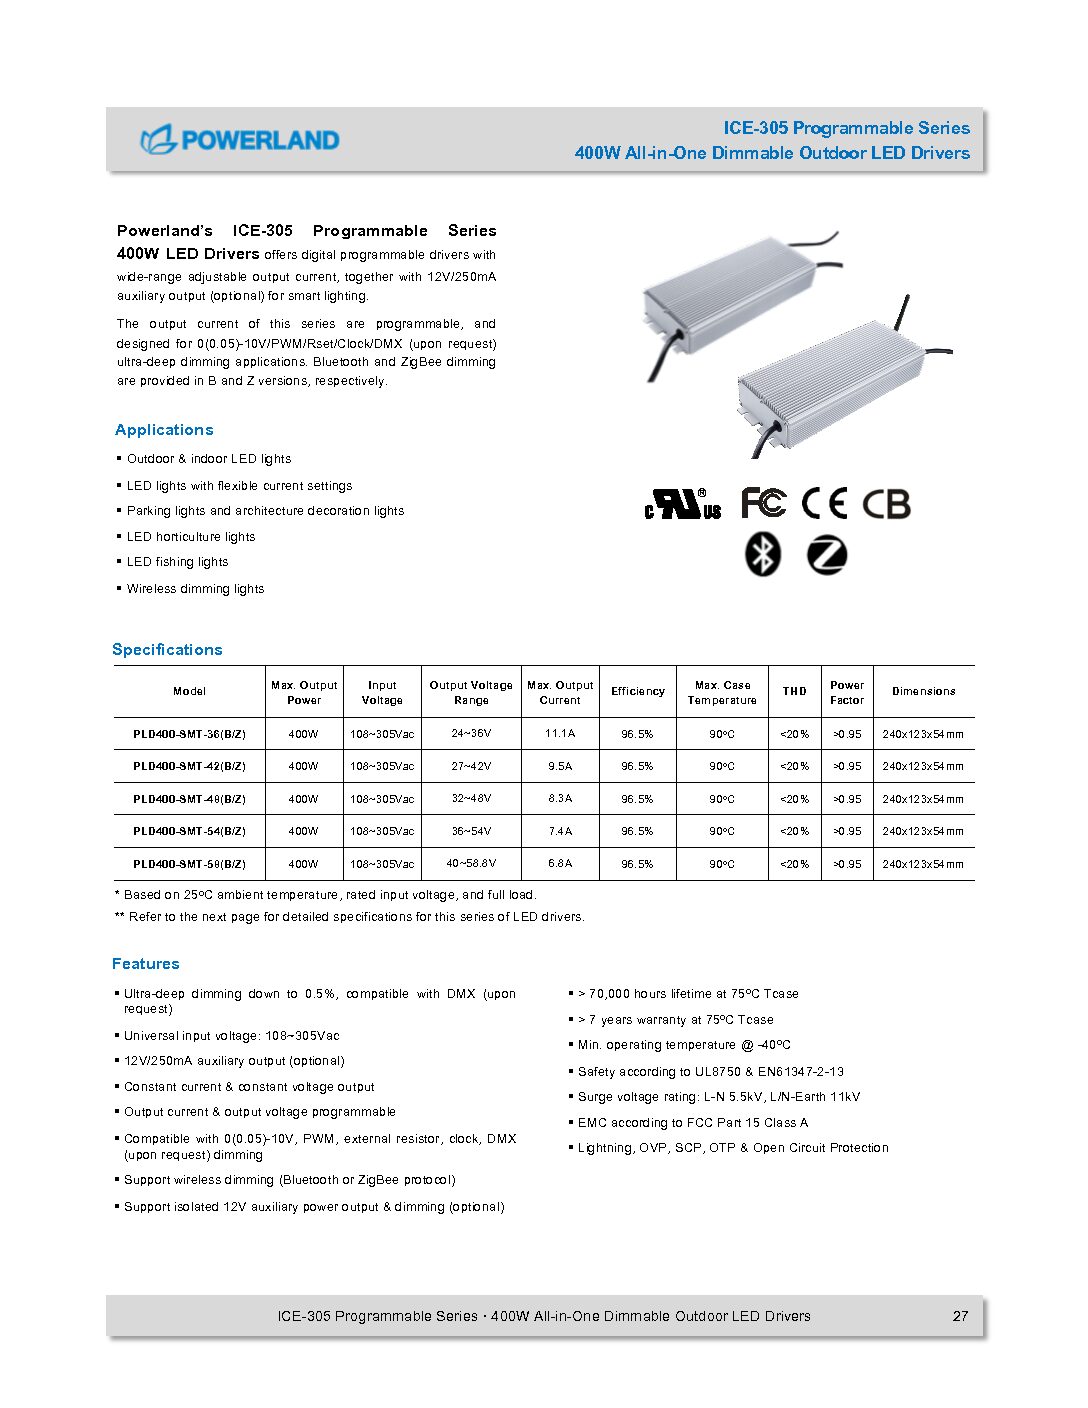 POWERLAND
ICE-305 Programmable Series
400W All-in-One Dimmable Outdoor LED Drivers
Powerland's ICE-305 Programmable Series
400W LED Drivers offers digital programmable drivers with
wide-range adjustable output current, together with 12V/250mA
auxiliary output (optional) for smart lighting.
The output current of this series are programmable, and
designed for 0(0.05)-10V/PWM/Rset/Clock/DMX (upon request)
ultra-deep dimming applications. Bluetooth and ZigBee dimming
are provided in B and Z versions, respectively.
Applications
▪ Outdoor & indoor LED lights
▪ LED lights with flexible current settings
▪ Parking lights and architecture decoration lights
▪ LED horticulture lights
▪ LED fishing lights
▪ Wireless dimming lights
c RU ® US FC CE CB
Specifications
Model Max. Output Power Input Voltage Output Voltage Range Max. Output Current Efficiency Max. Case Temperature THD Power Factor Dimensions
PLD400-SMT-36(B/Z) 400W 108~305Vac 24~36V 11.1A 96.5% 90ºC <20% >0.95 240x123x54mm
PLD400-SMT-42(B/Z) 400W 108~305Vac 27~42V 9.5A 96.5% 90ºC <20% >0.95 240x123x54mm
PLD400-SMT-48(B/Z) 400W 108~305Vac 32~48V 8.3A 96.5% 90ºC <20% >0.95 240x123x54mm
PLD400-SMT-54(B/Z) 400W 108~305Vac 36~54V 7.4A 96.5% 90ºC <20% >0.95 240x123x54mm
PLD400-SMT-58(B/Z) 400W 108~305Vac 40~58.8V 6.8A 96.5% 90ºC <20% >0.95 240x123x54mm
* Based on 25ºC ambient temperature, rated input voltage, and full load.
** Refer to the next page for detailed specifications for this series of LED drivers.
Features
▪ Ultra-deep dimming down to 0.5%, compatible with DMX (upon
request)
▪ Universal input voltage: 108~305Vac
▪ 12V/250mA auxiliary output (optional)
▪ Constant current & constant voltage output
▪ Output current & output voltage programmable
▪ Compatible with 0(0.05)-10V, PWM, external resistor, clock, DMX
(upon request) dimming
▪ Support wireless dimming (Bluetooth or ZigBee protocol)
▪ Support isolated 12V auxiliary power output & dimming (optional)
▪ > 70,000 hours lifetime at 75ºC Tcase
▪ > 7 years warranty at 75ºC Tcase
▪ Min. operating temperature @ -40ºC
▪ Safety according to UL8750 & EN61347-2-13
▪ Surge voltage rating: L-N 5.5kV, L/N-Earth 11kV
▪ EMC according to FCC Part 15 Class A
▪ Lightning, OVP, SCP, OTP & Open Circuit Protection
ICE-305 Programmable Series · 400W All-in-One Dimmable Outdoor LED Drivers 27